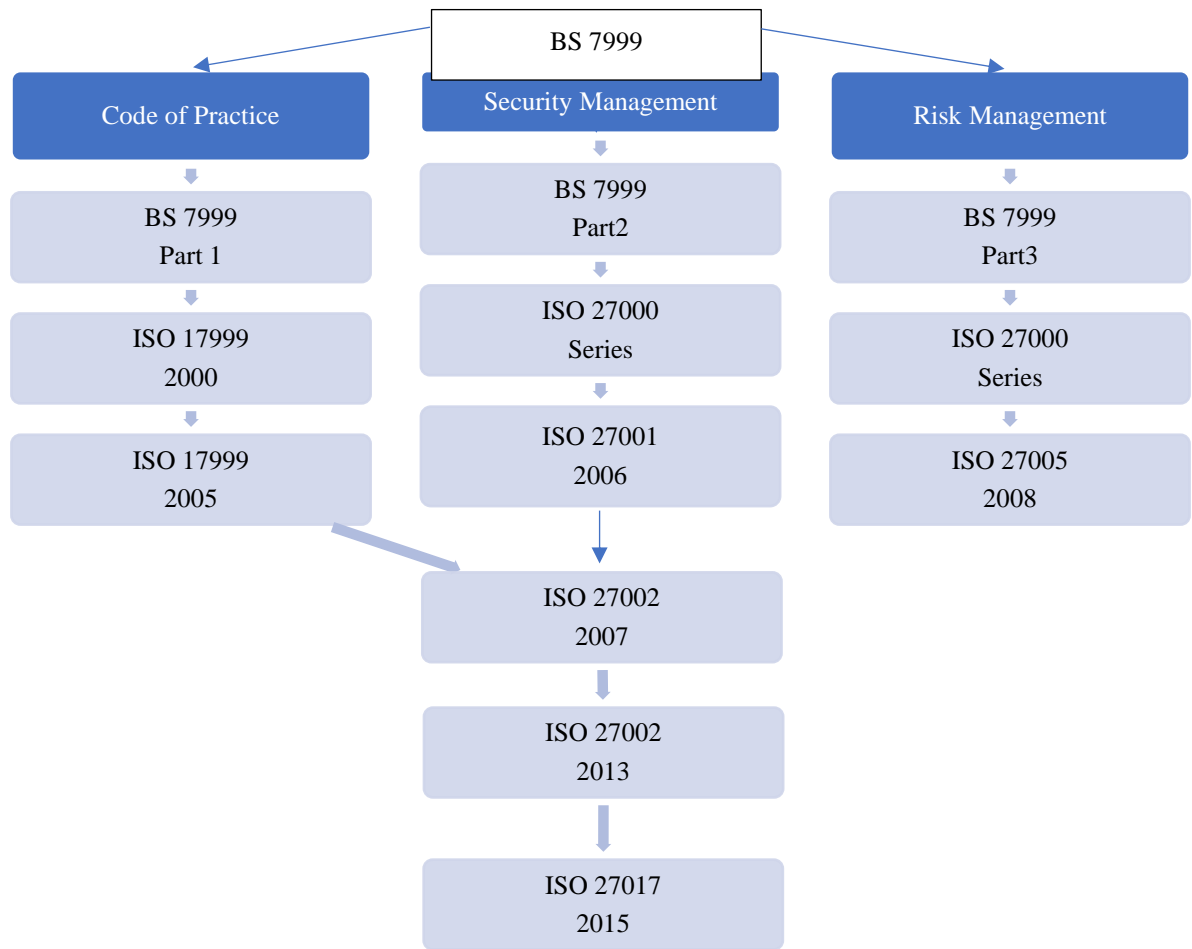 BS 7999
Code of Practice
Security Management
Risk Management
BS 7999
Part 1
BS 7999
Part2
BS 7999
Part3
ISO 17999
2000
ISO 27000
Series
ISO 27000
Series
ISO 17999
2005
ISO 27001
2006
ISO 27005
2008
ISO 27002
2007
ISO 27002
2013
ISO 27017
2015